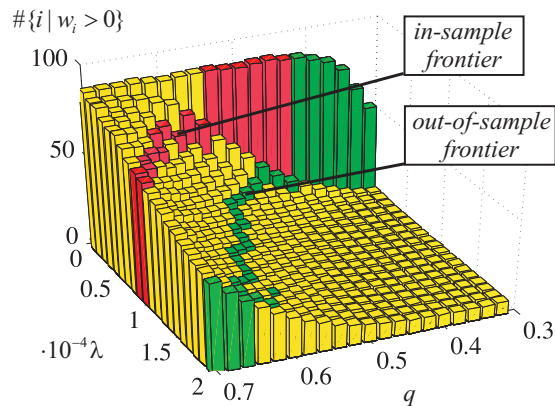 #{i | w_i > 0}
in-sample
frontier
out-of-sample
frontier
100
50
0
0
0.5
1
1.5
2
·10⁻⁴λ
0.7
0.6
0.5
0.4
0.3
q